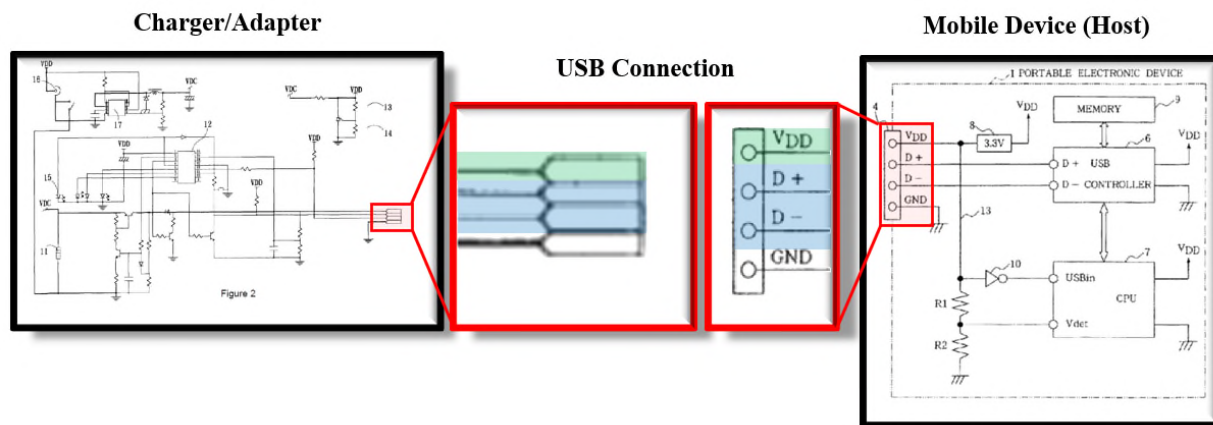 Charger/Adapter
USB Connection
Mobile Device (Host)
VDD
16
VDC
17
VDC
VDD
13
14
12
VDD
15
VDD
VDC
11
VDD
Figure 2
VDD
D +
D −
GND
1 PORTABLE ELECTRONIC DEVICE
4
VDD
8
3.3V
VDD
MEMORY
9
VDD
D +
D −
GND
6
VDD
D + USB
D − CONTROLLER
13
10
7
VDD
USBin
CPU
R1
Vdet
R2